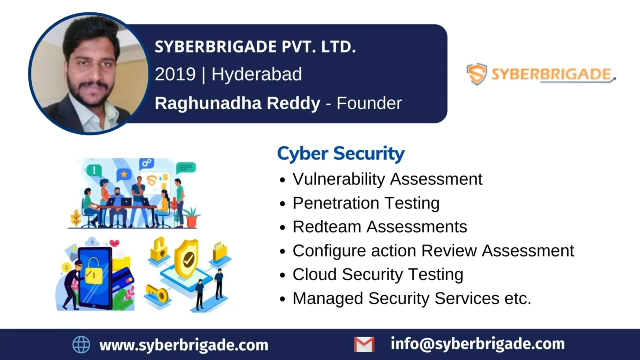 SYBERBRIGADE PVT. LTD.
2019 | Hyderabad
Raghunadha Reddy - Founder
SYBERBRIGADE
Cyber Security
• Vulnerability Assessment
• Penetration Testing
• Redteam Assessments
• Configure action Review Assessment
• Cloud Security Testing
• Managed Security Services etc.
www.syberbrigade.com
info@syberbrigade.com